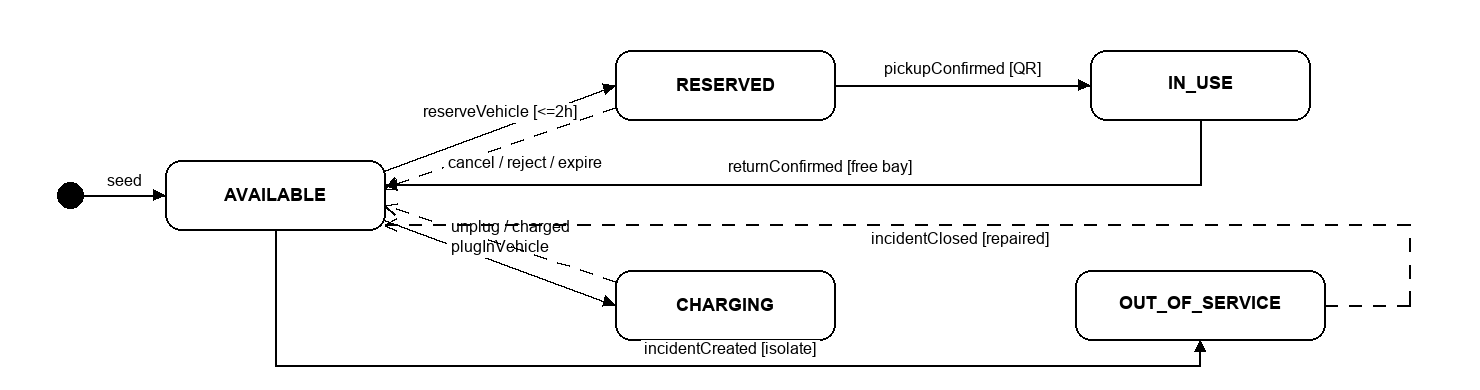 pickupConfirmed [QR]
RESERVED
IN_USE
reserveVehicle [<=2h]
cancel / reject / expire
returnConfirmed [free bay]
seed
AVAILABLE
unplug / charged
plugInVehicle
incidentClosed [repaired]
CHARGING
OUT_OF_SERVICE
incidentCreated [isolate]